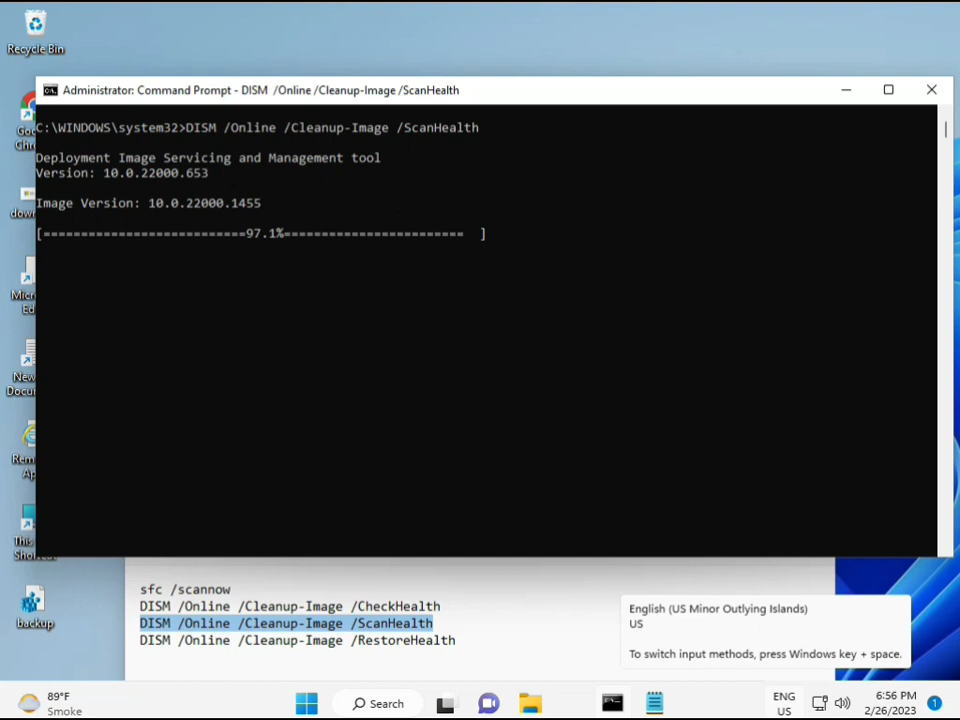 Recycle Bin
Administrator: Command Prompt - DISM  /Online /Cleanup-Image /ScanHealth
C:\WINDOWS\system32>DISM /Online /Cleanup-Image /ScanHealth
Deployment Image Servicing and Management tool
Version: 10.0.22000.653
Image Version: 10.0.22000.1455
[===========================97.1%========================  ]
backup
sfc /scannow
DISM /Online /Cleanup-Image /CheckHealth
DISM /Online /Cleanup-Image /ScanHealth
DISM /Online /Cleanup-Image /RestoreHealth
English (US Minor Outlying Islands)
US
To switch input methods, press Windows key + space.
89°F
Smoke
Search
ENG
US
6:56 PM
2/26/2023
1